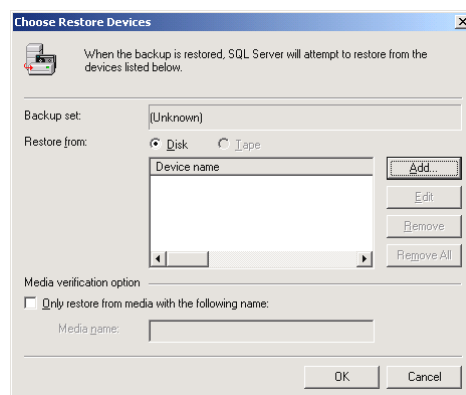 Choose Restore Devices
When the backup is restored, SQL Server will attempt to restore from the
devices listed below.
Backup set:
(Unknown)
Restore from:
Disk
Tape
Device name
Add...
Edit
Remove
Remove All
Media verification option
Only restore from media with the following name:
Media name:
OK
Cancel